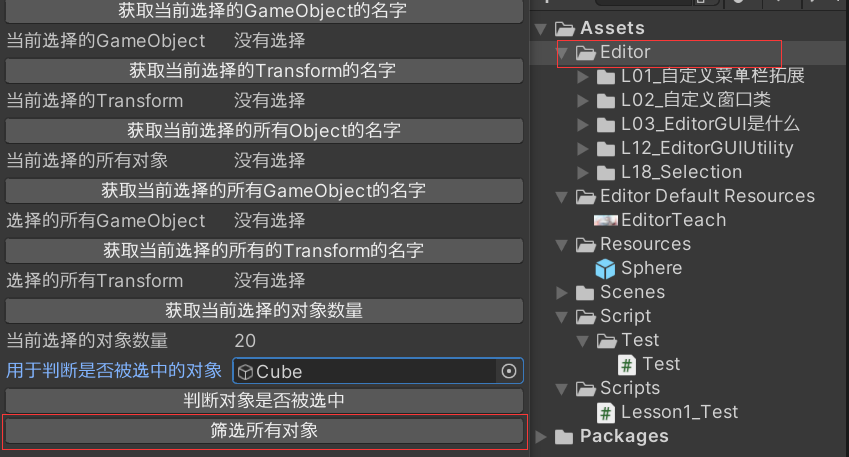 获取当前选择的GameObject的名字
当前选择的GameObject 没有选择
获取当前选择的Transform的名字
当前选择的Transform 没有选择
获取当前选择的所有Object的名字
当前选择的所有对象 没有选择
获取当前选择的所有GameObject的名字
选择的所有GameObject 没有选择
获取当前选择的所有的Transform的名字
选择的所有Transform 没有选择
获取当前选择的对象数量
当前选择的对象数量 20
用于判断是否被选中的对象 Cube
判断对象是否被选中
筛选所有对象
Assets
Editor
L01_自定义菜单栏拓展
L02_自定义窗口类
L03_EditorGUI是什么
L12_EditorGUIUtility
L18_Selection
Editor Default Resources
EditorTeach
Resources
Sphere
Scenes
Script
Test
Test
Scripts
Lesson1_Test
Packages